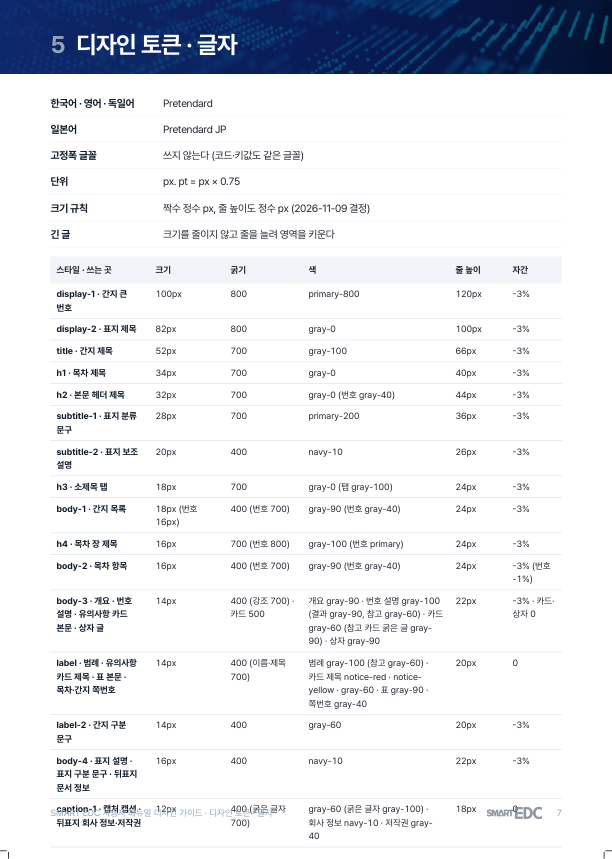 5 디자인 토큰 · 글자
한국어 · 영어 · 독일어 Pretendard
일본어 Pretendard JP
고정폭 글꼴 쓰지 않는다 (코드·키값도 같은 글꼴)
단위 px. pt = px × 0.75
크기 규칙 짝수 정수 px, 줄 높이도 정수 px (2026-11-09 결정)
긴 글 크기를 줄이지 않고 줄을 늘려 영역을 키운다
스타일 · 쓰는 곳 크기 굵기 색 줄 높이 자간
display-1 · 간지 큰 100px 800 primary-800 120px -3%
번호
display-2 · 표지 제목 82px 800 gray-0 100px -3%
title · 간지 제목 52px 700 gray-100 66px -3%
h1 · 목차 제목 34px 700 gray-0 40px -3%
h2 · 본문 헤더 제목 32px 700 gray-0 (번호 gray-40) 44px -3%
subtitle-1 · 표지 분류 28px 700 primary-200 36px -3%
문구
subtitle-2 · 표지 보조 20px 400 navy-10 26px -3%
설명
h3 · 소제목 탭 18px 700 gray-0 (탭 gray-100) 24px -3%
body-1 · 간지 목록 18px (번호 400 (번호 700) gray-90 (번호 gray-40) 24px -3%
16px)
h4 · 목차 장 제목 16px 700 (번호 800) gray-100 (번호 primary) 24px -3%
body-2 · 목차 항목 16px 400 (번호 700) gray-90 (번호 gray-40) 24px -3% (번호
-1%)
body-3 · 개요 · 번호 14px 400 (강조 700) · 개요 gray-90 · 번호 설명 gray-100 22px -3% · 카드·
설명 · 유의사항 카드 카드 500 (결과 gray-90, 참고 gray-60) · 카드 상자 0
본문 · 상자 글 gray-60 (참고 카드 굵은 글 gray-
90) · 상자 gray-90
label · 범례 · 유의사항 14px 400 (이름·제목 범례 gray-100 (참고 gray-60) · 20px 0
카드 제목 · 표 본문 · 700) 카드 제목 notice-red · notice-
목차·간지 쪽번호 yellow · gray-60 · 표 gray-90 ·
쪽번호 gray-40
label-2 · 간지 구분 14px 400 gray-60 20px -3%
문구
body-4 · 표지 설명 · 16px 400 navy-10 22px -3%
표지 구분 문구 · 뒤표지
문서 정보
caption-1 · 캡처 캡션 · 12px 400 (굵은 글자 gray-60 (굵은 글자 gray-100) · 18px 0
뒤표지 회사 정보·저작권 700) 회사 정보 navy-10 · 저작권 gray-
40
SMART EDC 사용자 매뉴얼 디자인 가이드 · 디자인 토큰 · 글자 SMART EDC 7